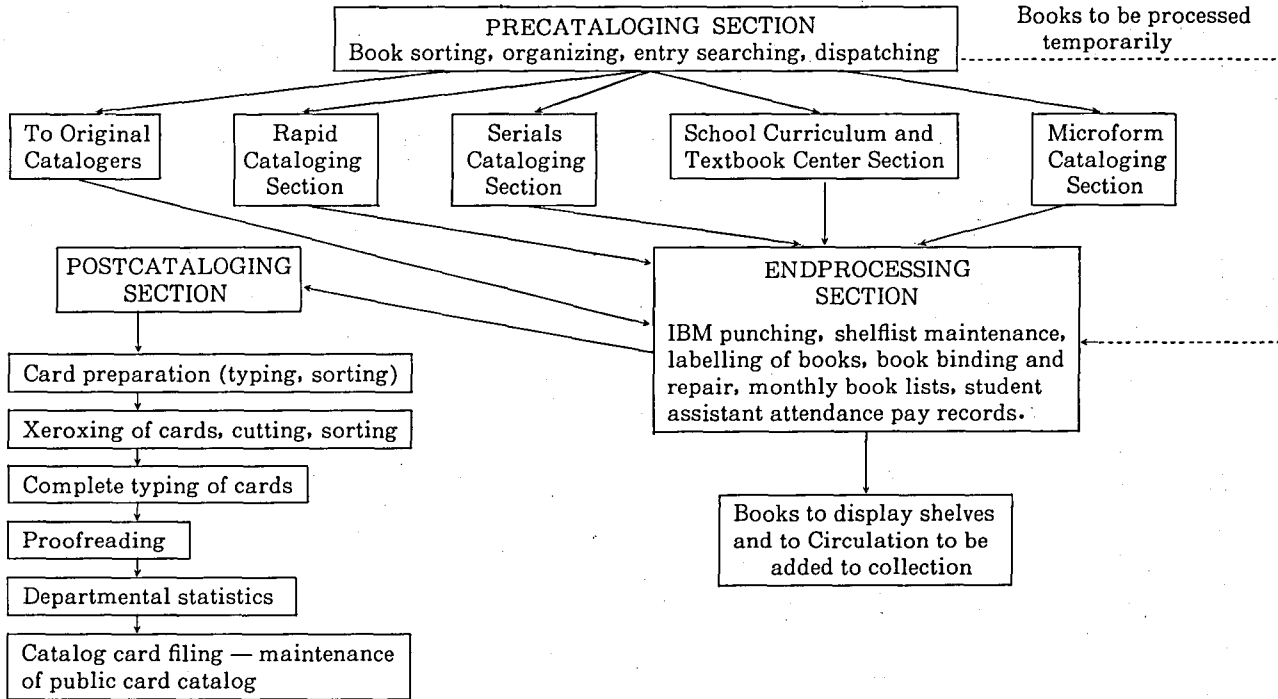 PRECATALOGING SECTION
Book sorting, organizing, entry searching, dispatching
Books to be processed
temporarily
To Original
Catalogers
Rapid
Cataloging
Section
Serials
Cataloging
Section
School Curriculum and
Textbook Center Section
Microform
Cataloging
Section
POSTCATALOGING
SECTION
ENDPROCESSING
SECTION
IBM punching, shelflist maintenance,
labelling of books, book binding and
repair, monthly book lists, student
assistant attendance pay records.
Card preparation (typing, sorting)
Xeroxing of cards, cutting, sorting
Complete typing of cards
Proofreading
Departmental statistics
Catalog card filing — maintenance
of public card catalog
Books to display shelves
and to Circulation to be
added to collection